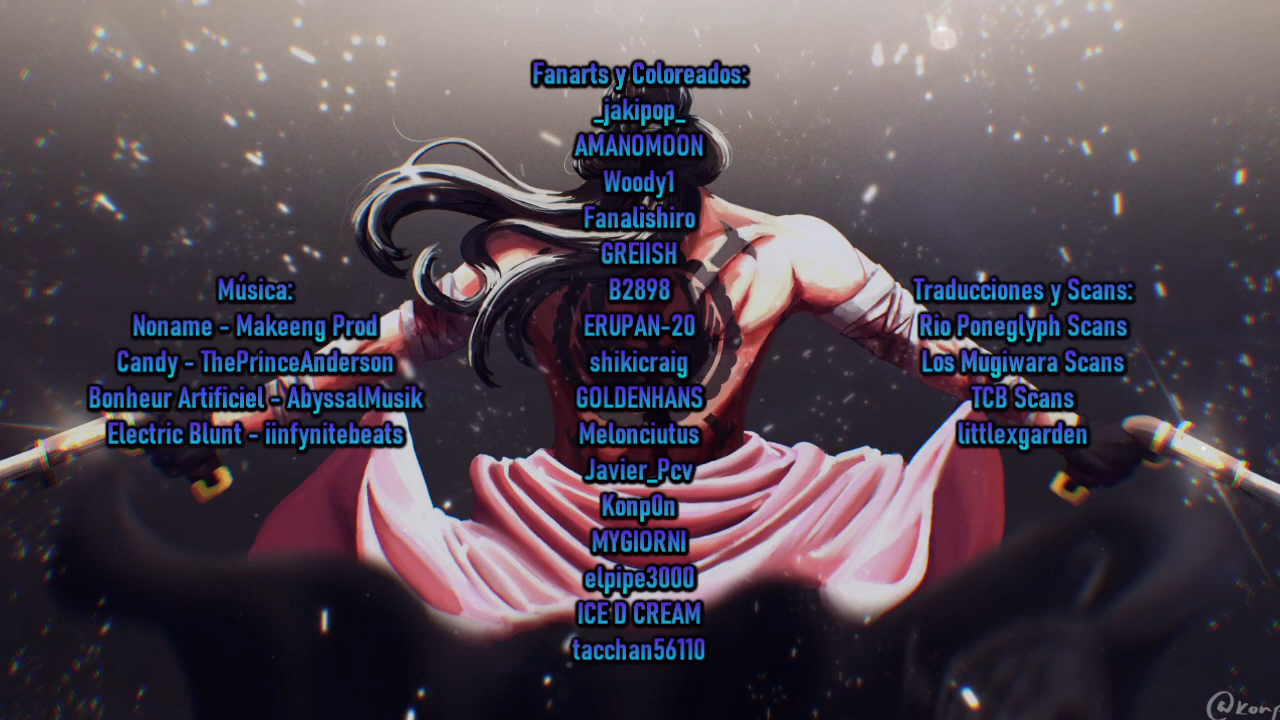 Fanarts y Coloreados:
_jakipop_
AMANOMOON
Woody1
Fanalishiro
GREIISH
B2898
ERUPAN-20
shikicraig
GOLDENHANS
Melonciutus
Javier_Pcv
Konp0n
MYGIORNI
elpipe3000
ICE D CREAM
tacchan56110
Música:
Noname - Makeeng Prod
Candy - ThePrinceAnderson
Bonheur Artificiel - AbyssalMusik
Electric Blunt - iinfynitebeats
Traducciones y Scans:
Rio Poneglyph Scans
Los Mugiwara Scans
TCB Scans
littlexgarden